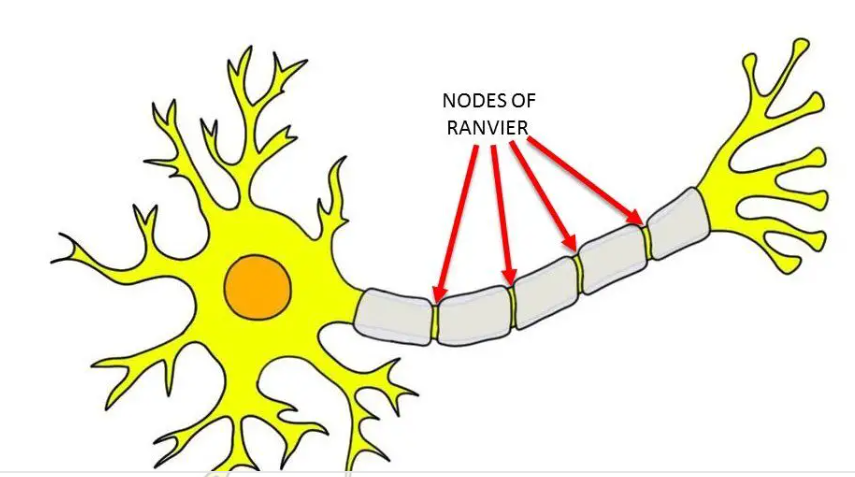 NODES OF
RANVIER